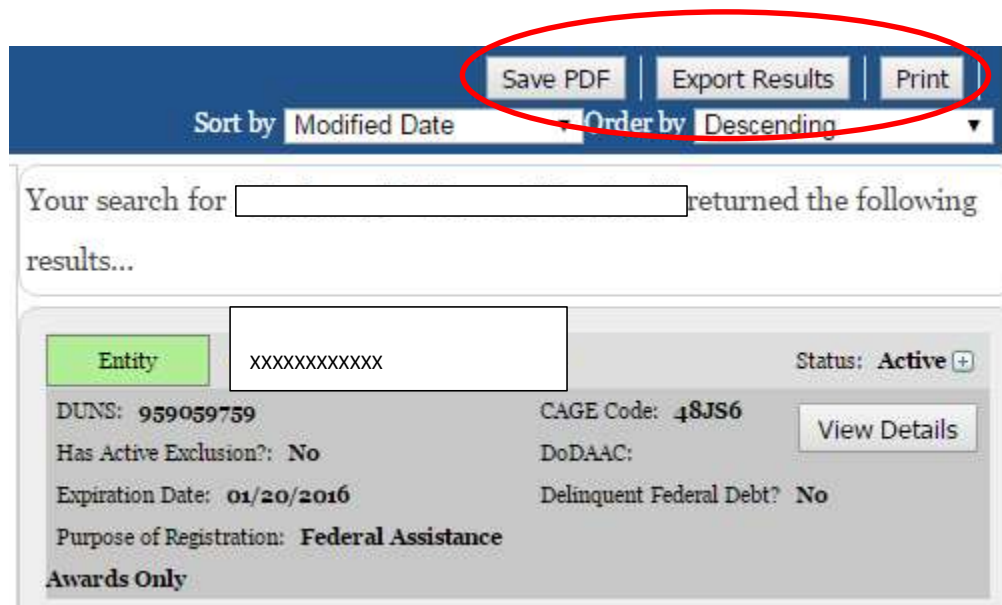 Save PDF Export Results Print
Sort by Modified Date Order by Descending
Your search for returned the following
results...
Entity xxxxxxxxxxxx Status: Active
DUNS: 959059759 CAGE Code: 48JS6 View Details
Has Active Exclusion?: No DoDAAC:
Expiration Date: 01/20/2016 Delinquent Federal Debt? No
Purpose of Registration: Federal Assistance
Awards Only